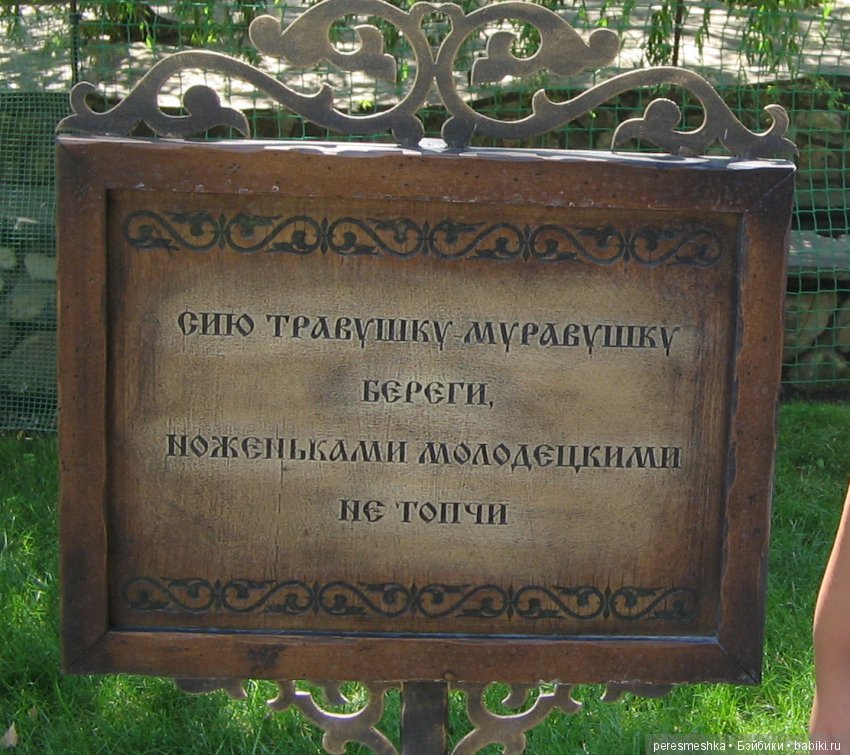 СИЮ ТРАВУШКУ-МУРАВУШКУ
БЕРЕГИ,
НОЖЕНЬКАМИ МОЛОДЕЦКИМИ
НЕ ТОПЧИ
peresmeshka • Бэйбики • babiki.ru